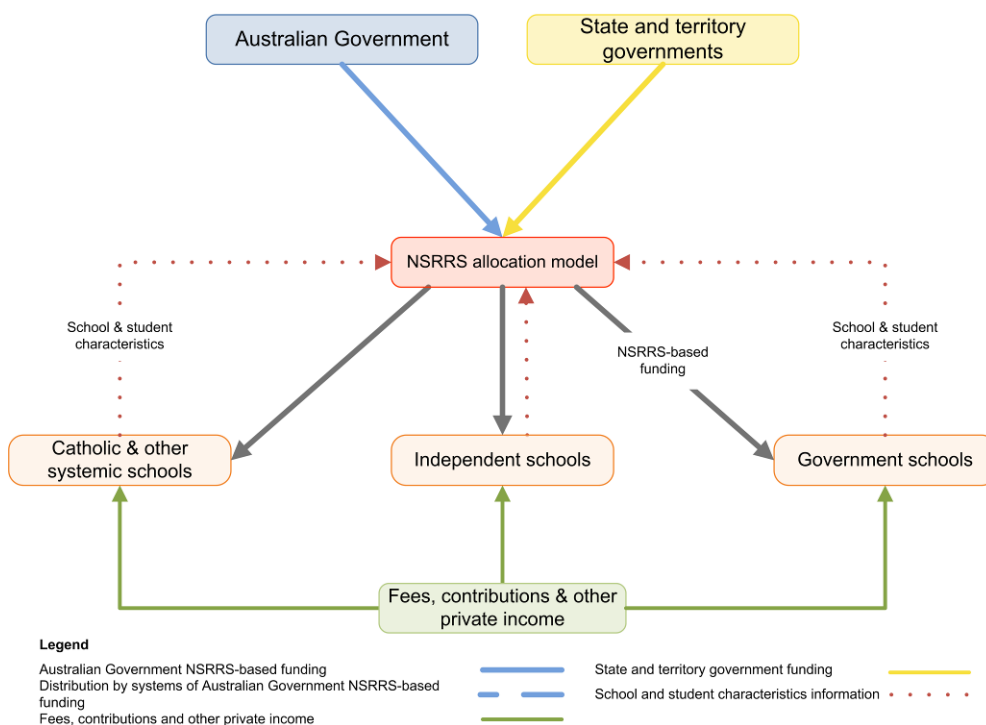 Australian Government
State and territory
governments
NSRRS allocation model
School & student
characteristics
NSRRS-based
funding
School & student
characteristics
Catholic & other
systemic schools
Independent schools
Government schools
Fees, contributions & other
private income
Legend
Australian Government NSRRS-based funding
Distribution by systems of Australian Government NSRRS-based
funding
Fees, contributions and other private income
State and territory government funding
School and student characteristics information